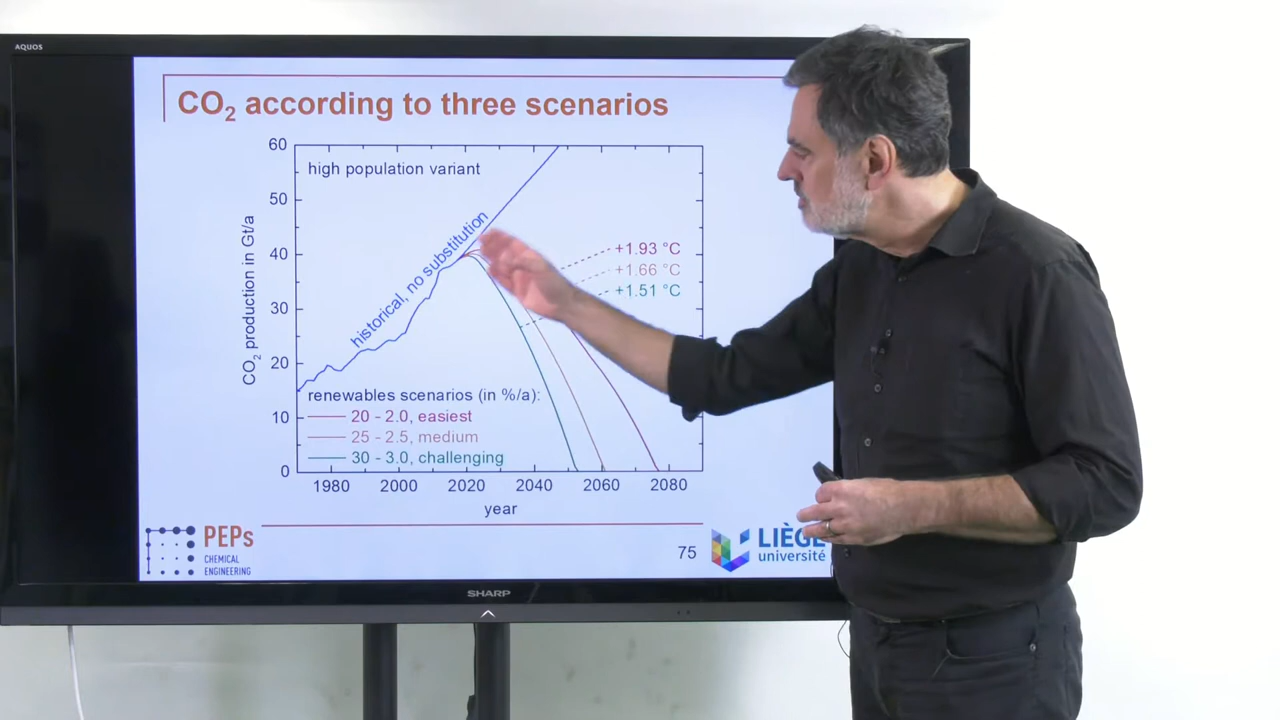 AQUOS
CO₂ according to three scenarios
60
50
40
30
20
10
0
CO₂ production in Gt/a
high population variant
historical, no substitution
+1.93 °C
+1.66 °C
+1.51 °C
renewables scenarios (in %/a):
20 - 2.0, easiest
25 - 2.5, medium
30 - 3.0, challenging
1980 2000 2020 2040 2060 2080
year
PEPs
CHEMICAL
ENGINEERING
75
LIÈGE
université
SHARP